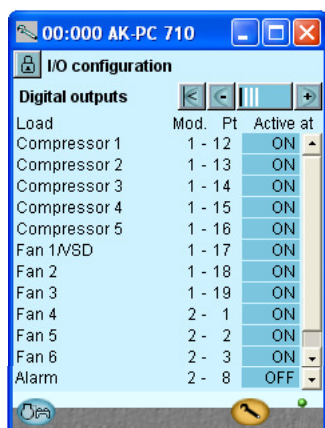 00:000 AK-PC 710
I/O configuration
Digital outputs
Load Mod. Pt Active at
Compressor 1 1 - 12 ON
Compressor 2 1 - 13 ON
Compressor 3 1 - 14 ON
Compressor 4 1 - 15 ON
Compressor 5 1 - 16 ON
Fan 1/VSD 1 - 17 ON
Fan 2 1 - 18 ON
Fan 3 1 - 19 ON
Fan 4 2 - 1 ON
Fan 5 2 - 2 ON
Fan 6 2 - 3 ON
Alarm 2 - 8 OFF